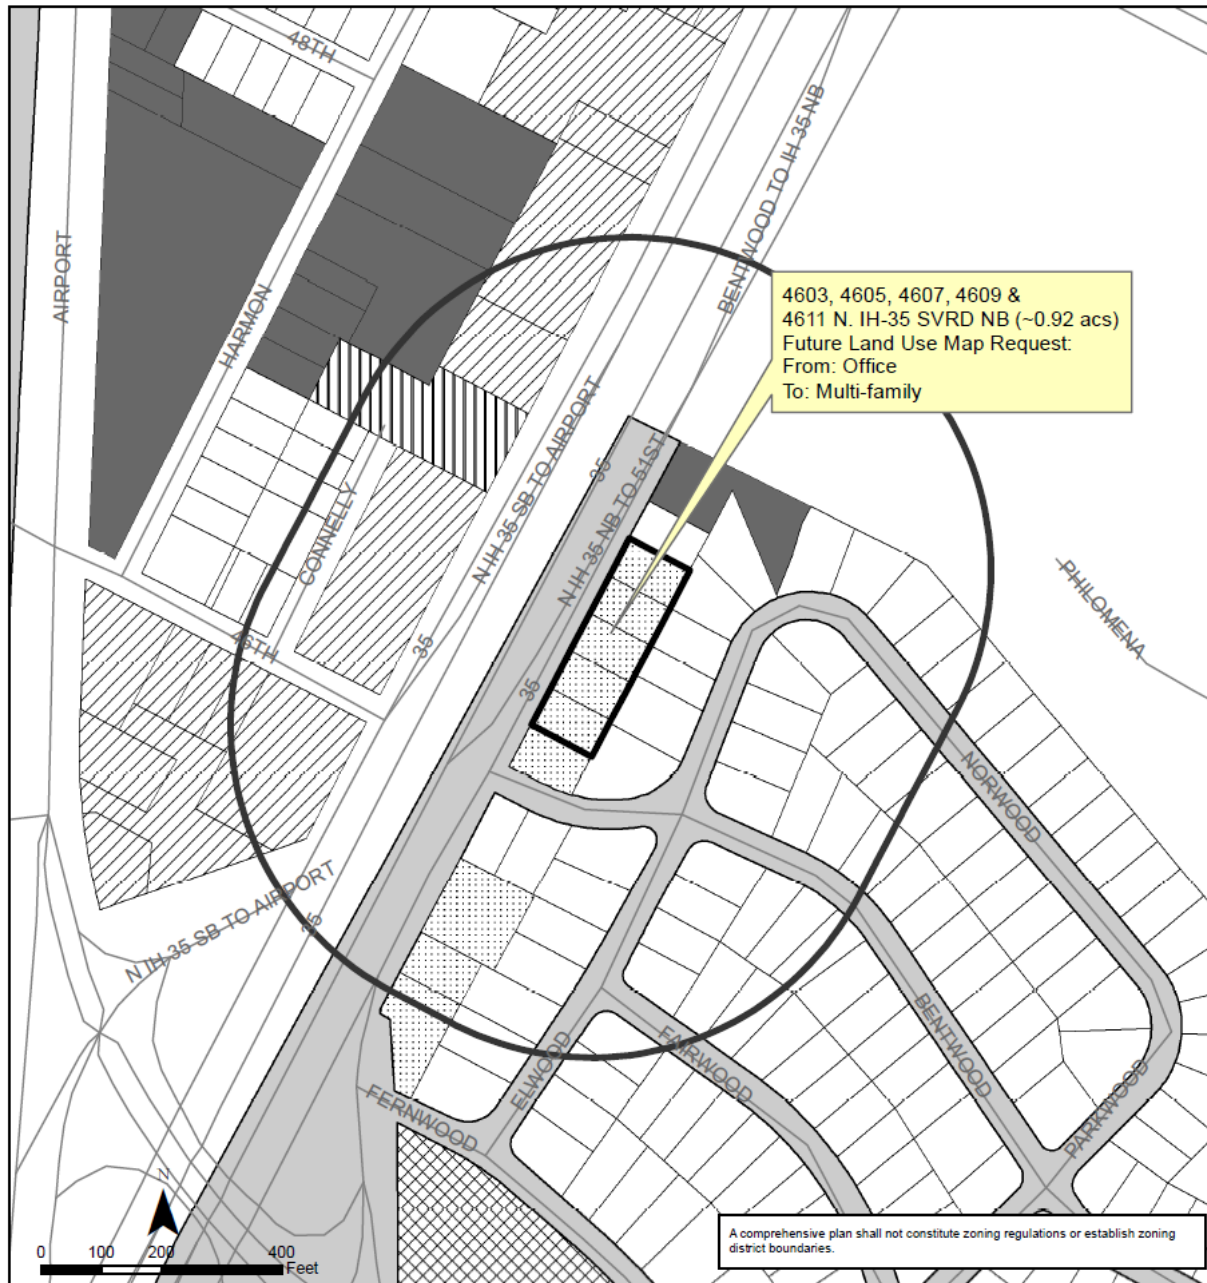 48TH
BENTWOOD TO IH 35 NB
AIRPORT
HARMON
4603, 4605, 4607, 4609 &
4611 N. IH-35 SVRD NB (~0.92 acs)
Future Land Use Map Request:
From: Office
To: Multi-family
N IH 35 SB TO AIRPORT
35
N IH 35 NB TO 51ST
CONNELLY
PHILOMENA
46TH
35
35
NORWOOD
N IH 35 SB TO AIRPORT
35
BENTWOOD
ELWOOD
FAIRWOOD
PARKWOOD
FERNWOOD
N
0 100 200 400
Feet
A comprehensive plan shall not constitute zoning regulations or establish zoning
district boundaries.